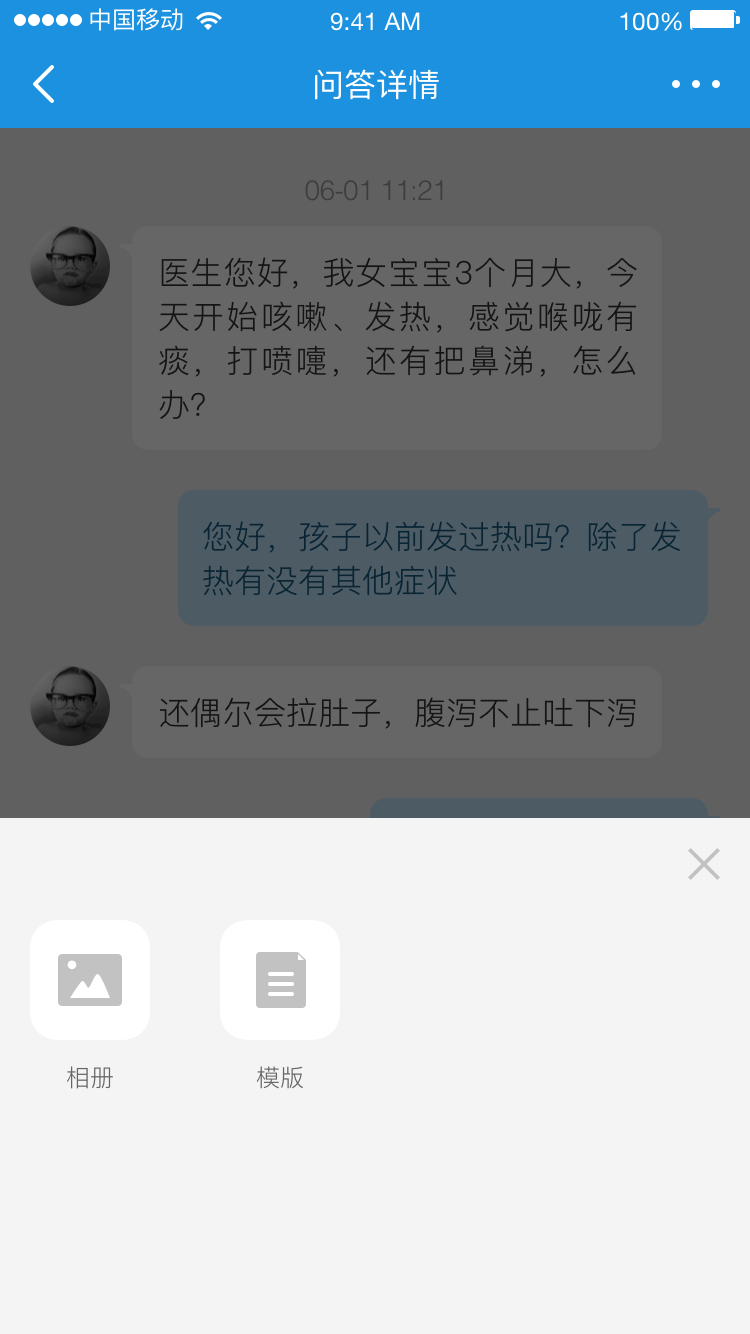 中国移动 9:41 AM 100%
问答详情
06-01 11:21
医生您好，我女宝宝3个月大，今
天开始咳嗽、发热，感觉喉咙有
痰，打喷嚏，还有把鼻涕，怎么
办？
您好，孩子以前发过热吗？除了发
热有没有其他症状
还偶尔会拉肚子，腹泻不止吐下泻
相册 模版